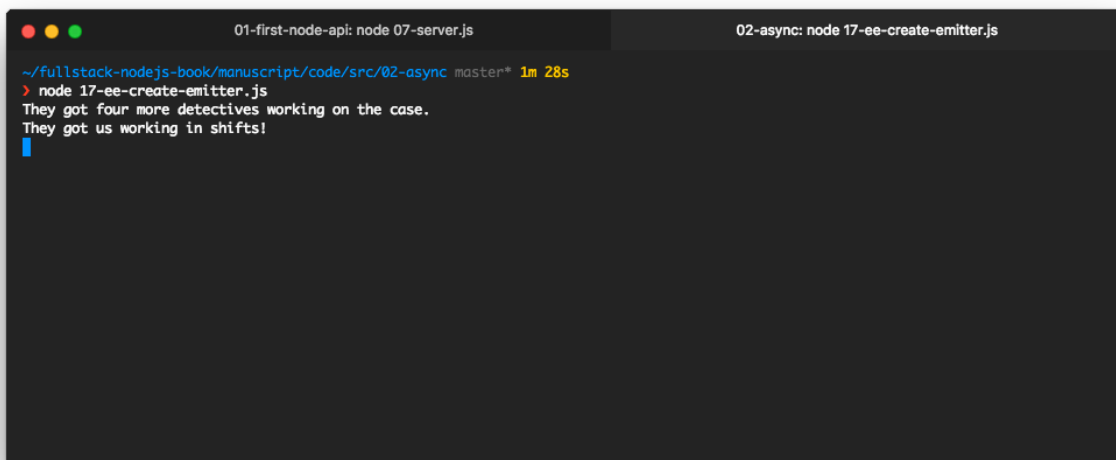 01-first-node-api: node 07-server.js
02-async: node 17-ee-create-emitter.js
~/fullstack-nodejs-book/manuscript/code/src/02-async master* 1m 28s
❯ node 17-ee-create-emitter.js
They got four more detectives working on the case.
They got us working in shifts!